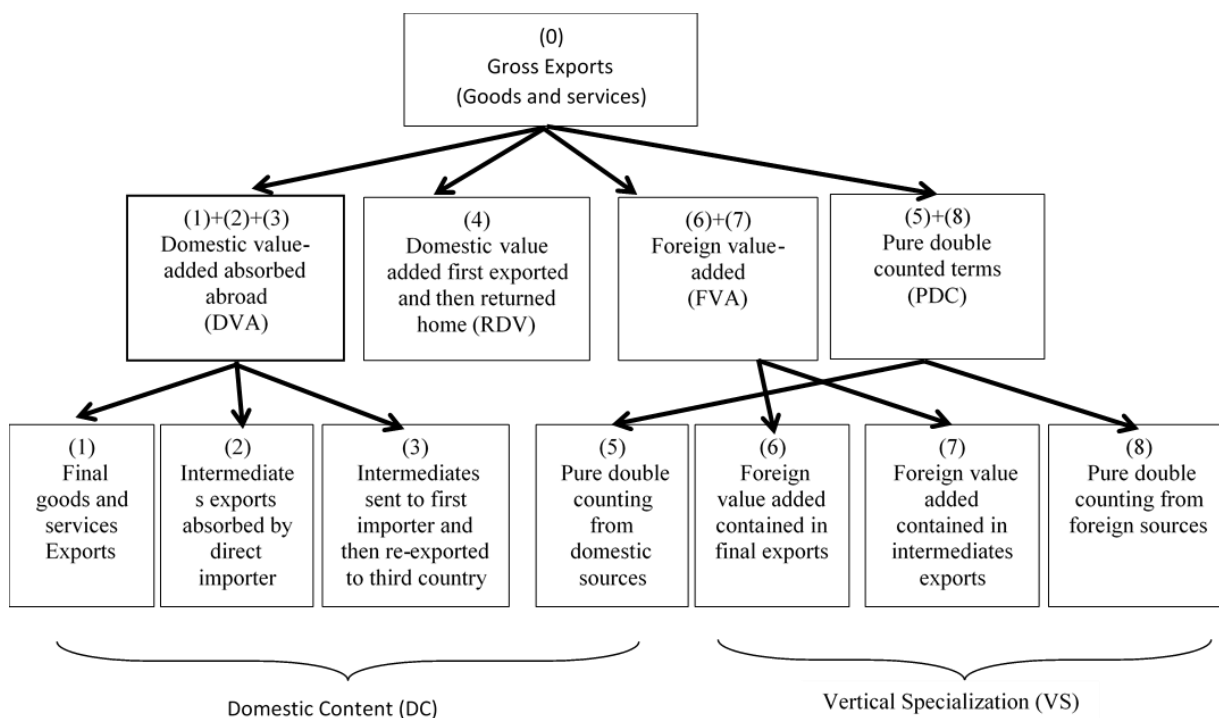 (0)
Gross Exports
(Goods and services)
(1)+(2)+(3)
Domestic value-
added absorbed
abroad
(DVA)
(4)
Domestic value
added first exported
and then returned
home (RDV)
(6)+(7)
Foreign value-
added
(FVA)
(5)+(8)
Pure double
counted terms
(PDC)
(1)
Final
goods and
services
Exports
(2)
Intermediate
s exports
absorbed by
direct
importer
(3)
Intermediates
sent to first
importer and
then re-exported
to third country
(5)
Pure double
counting
from
domestic
sources
(6)
Foreign
value added
contained in
final exports
(7)
Foreign value
added
contained in
intermediates
exports
(8)
Pure double
counting from
foreign sources
Domestic Content (DC)
Vertical Specialization (VS)